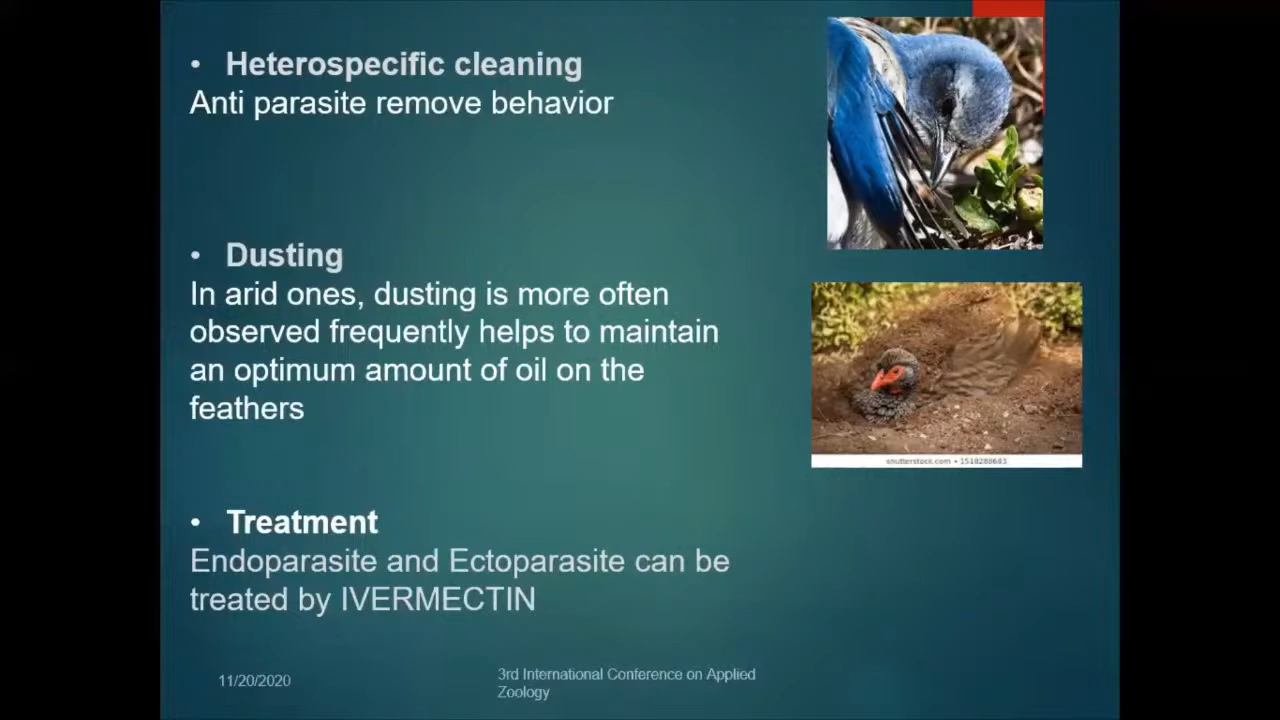 • Heterospecific cleaning
Anti parasite remove behavior
• Dusting
In arid ones, dusting is more often
observed frequently helps to maintain
an optimum amount of oil on the
feathers
shutterstock.com • 1518288683
• Treatment
Endoparasite and Ectoparasite can be
treated by IVERMECTIN
11/20/2020
3rd International Conference on Applied
Zoology